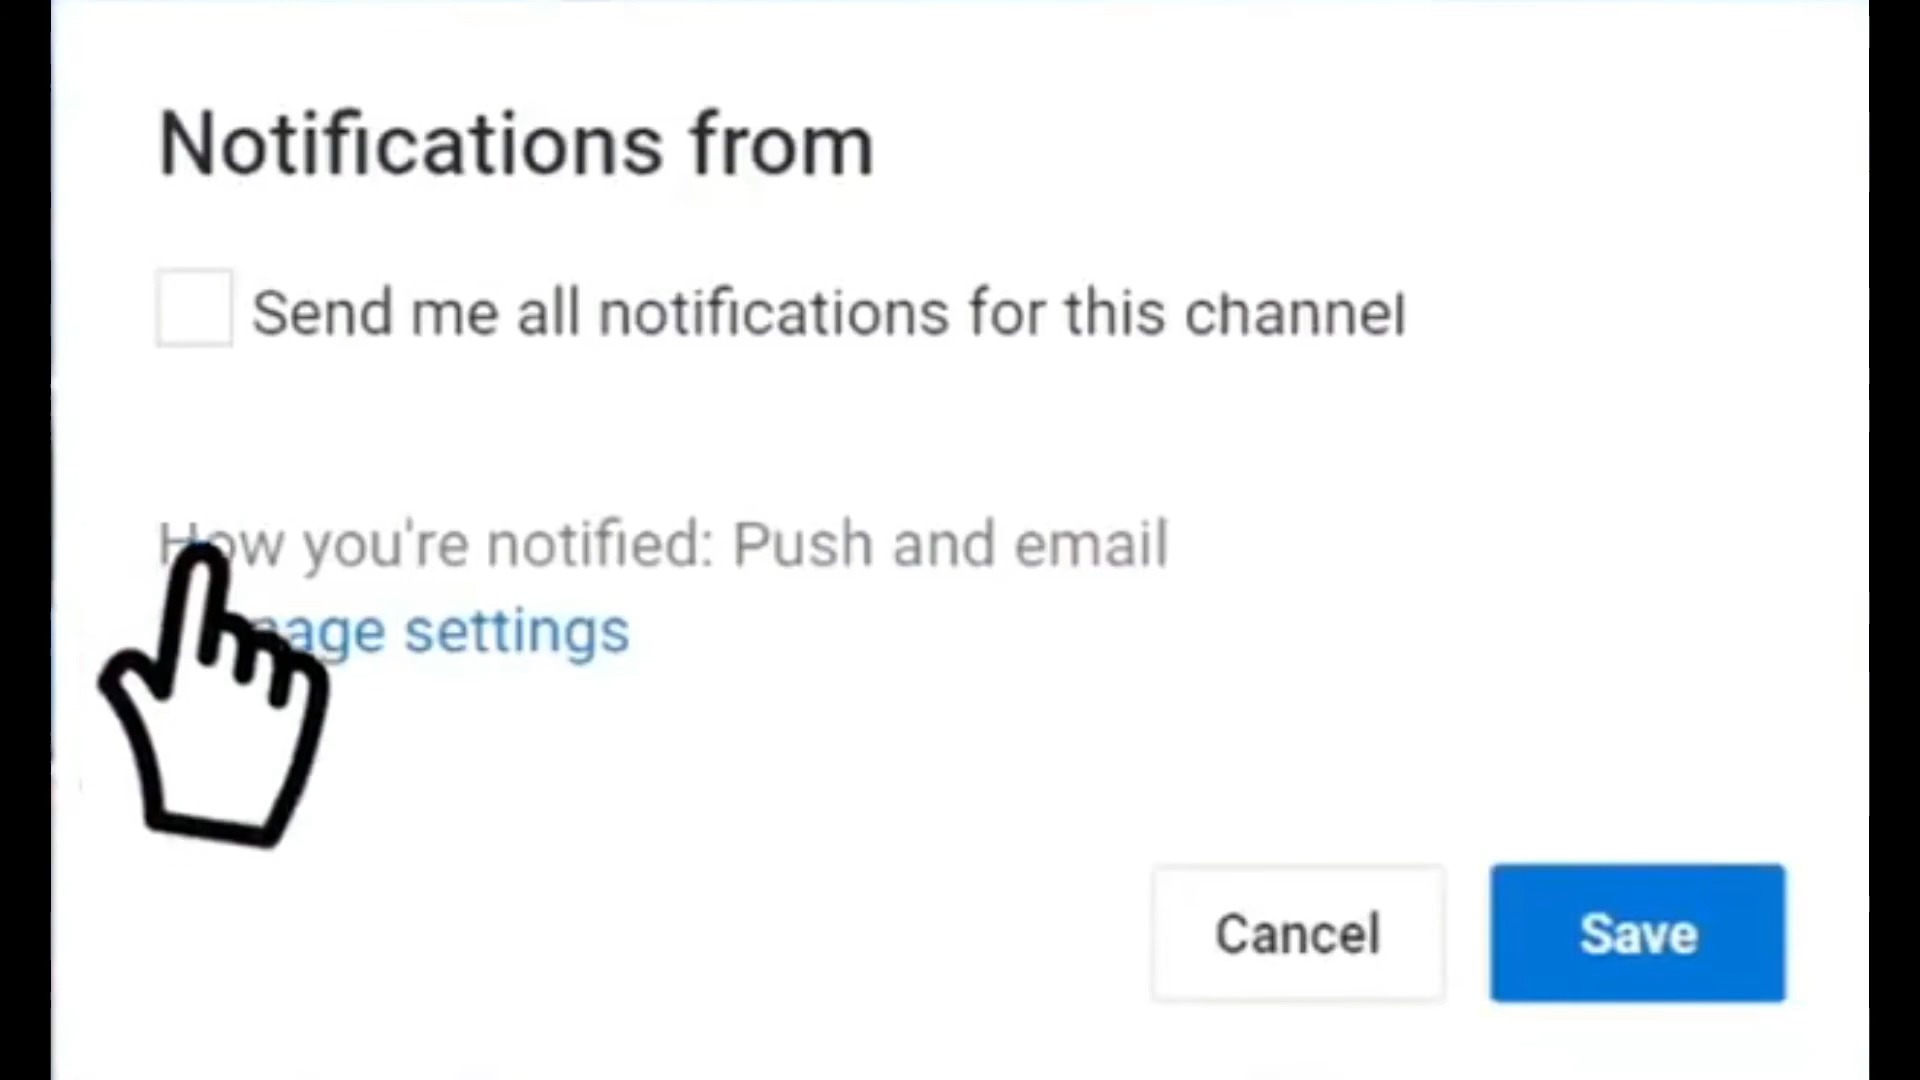 Notifications from
Send me all notifications for this channel
How you're notified: Push and email
nage settings
Cancel
Save